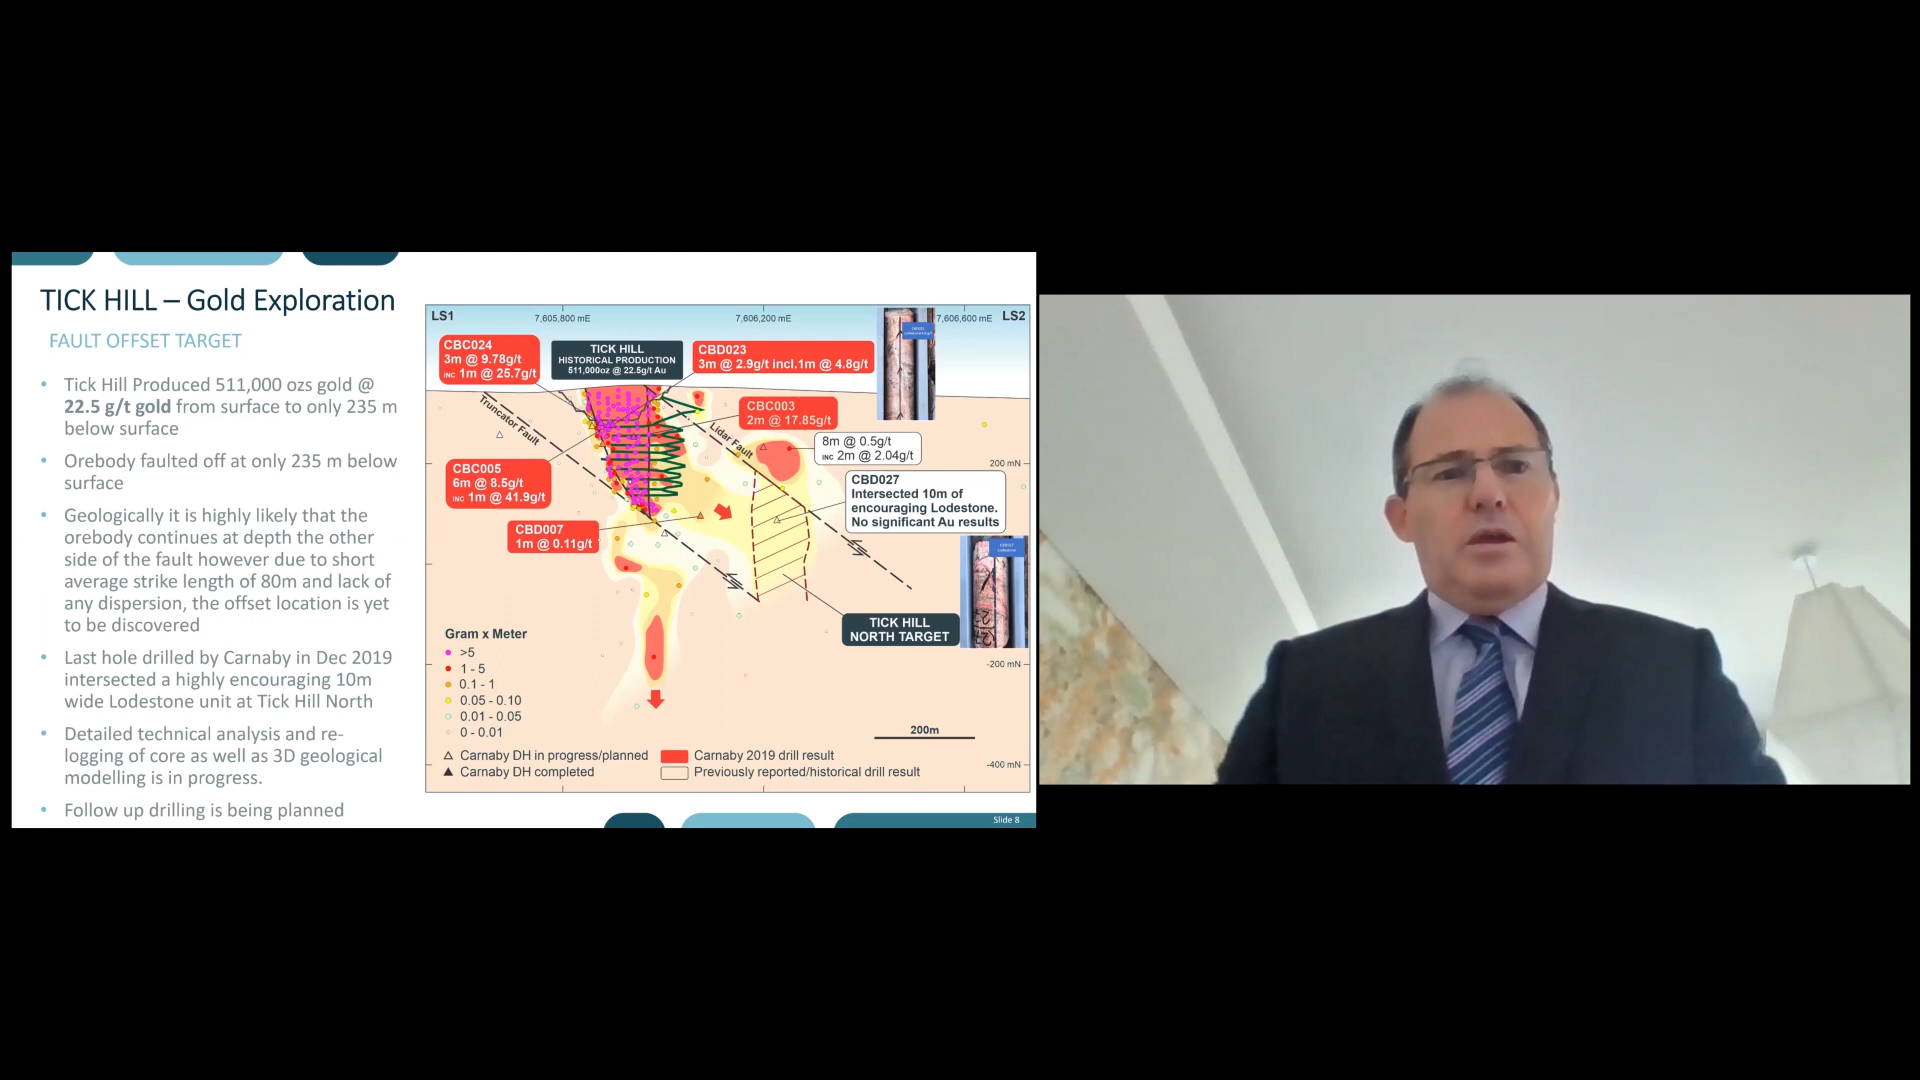 TICK HILL – Gold Exploration
FAULT OFFSET TARGET
• Tick Hill Produced 511,000 ozs gold @
22.5 g/t gold from surface to only 235 m
below surface
• Orebody faulted off at only 235 m below
surface
• Geologically it is highly likely that the
orebody continues at depth the other
side of the fault however due to short
average strike length of 80m and lack of
any dispersion, the offset location is yet
to be discovered
• Last hole drilled by Carnaby in Dec 2019
intersected a highly encouraging 10m
wide Lodestone unit at Tick Hill North
• Detailed technical analysis and re-
logging of core as well as 3D geological
modelling is in progress.
• Follow up drilling is being planned
LS1
7,605,800 mE
7,606,200 mE
7,606,600 mE
LS2
CBC024
3m @ 9.78g/t
INC 1m @ 25.7g/t
TICK HILL
HISTORICAL PRODUCTION
511,000oz @ 22.5g/t Au
CBD023
3m @ 2.9g/t incl.1m @ 4.8g/t
Truncator Fault
CBC003
2m @ 17.85g/t
Lidar Fault
8m @ 0.5g/t
INC 2m @ 2.04g/t
200 mN
CBC005
6m @ 8.5g/t
INC 1m @ 41.9g/t
CBD027
Intersected 10m of
encouraging Lodestone.
No significant Au results
CBD007
1m @ 0.11g/t
TICK HILL
NORTH TARGET
-200 mN
Gram x Meter
>5
1 - 5
0.1 - 1
0.05 - 0.10
0.01 - 0.05
0 - 0.01
200m
Carnaby DH in progress/planned
Carnaby DH completed
Carnaby 2019 drill result
Previously reported/historical drill result
-400 mN
Slide 8